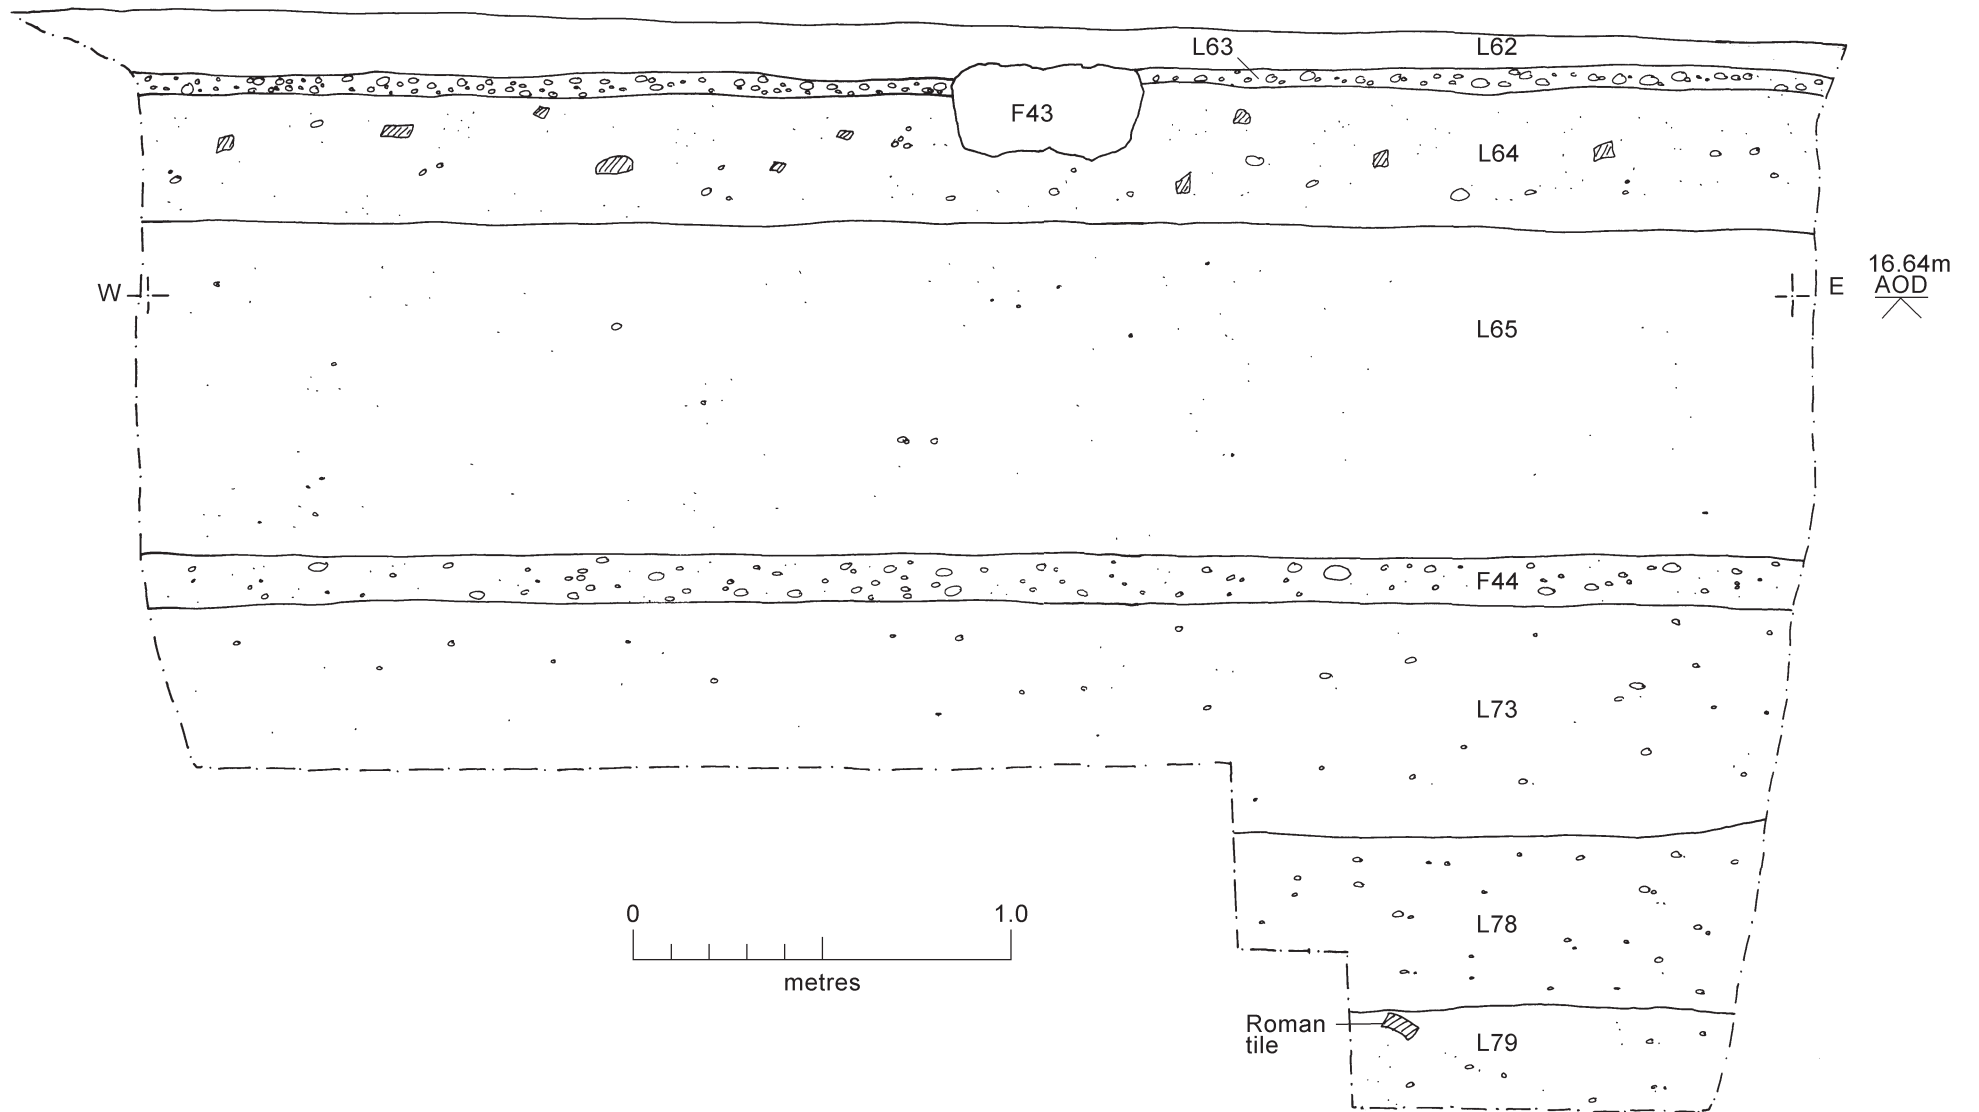 L63
L62
F43
L64
W
E
16.64m
AOD
L65
F44
L73
0
1.0
metres
L78
Roman
tile
L79